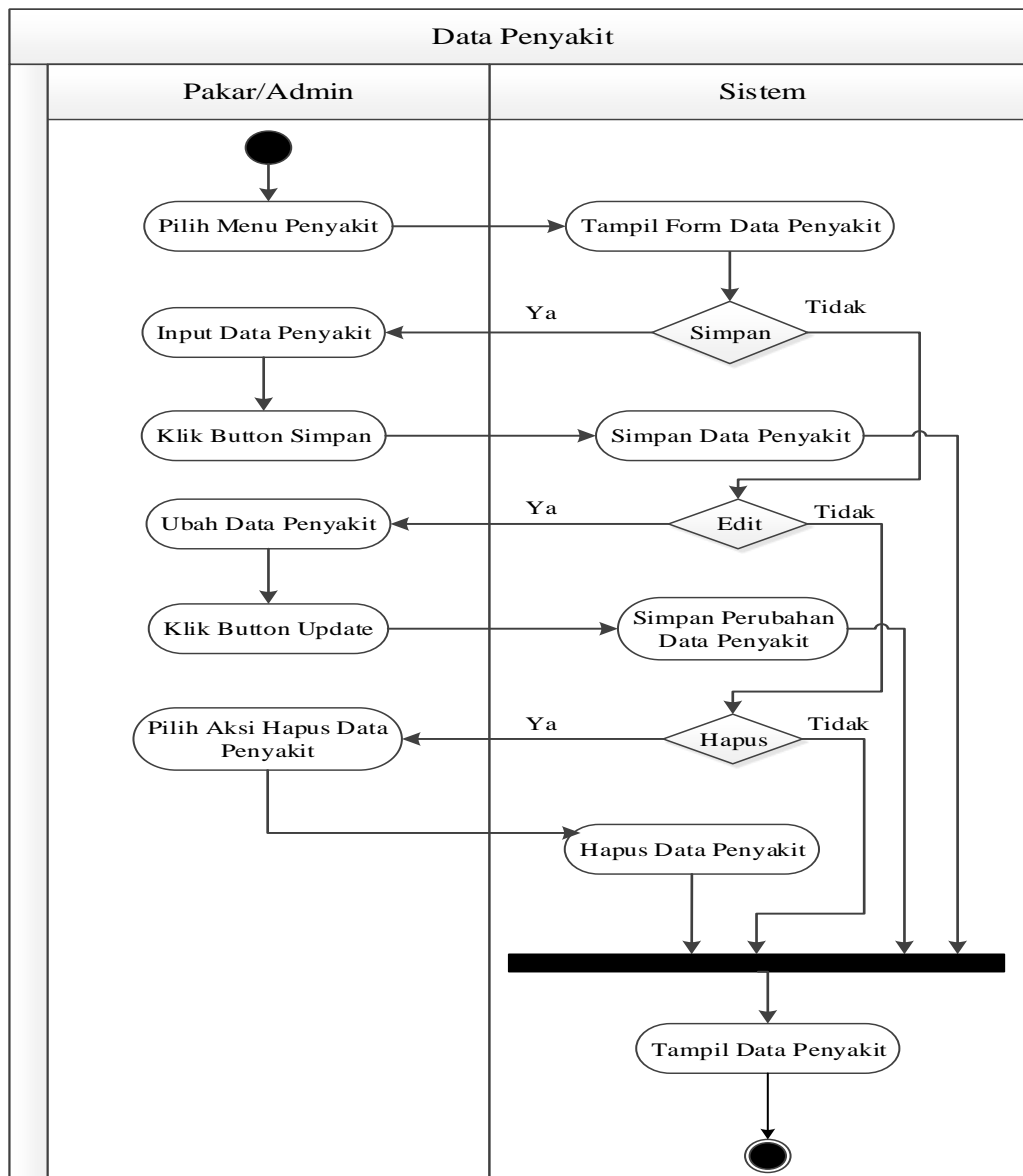 Data Penyakit
Pakar/Admin
Sistem
Pilih Menu Penyakit
Tampil Form Data Penyakit
Ya
Tidak
Input Data Penyakit
Simpan
Klik Button Simpan
Simpan Data Penyakit
Ya
Tidak
Ubah Data Penyakit
Edit
Klik Button Update
Simpan Perubahan
Data Penyakit
Pilih Aksi Hapus Data
Penyakit
Ya
Tidak
Hapus
Hapus Data Penyakit
Tampil Data Penyakit